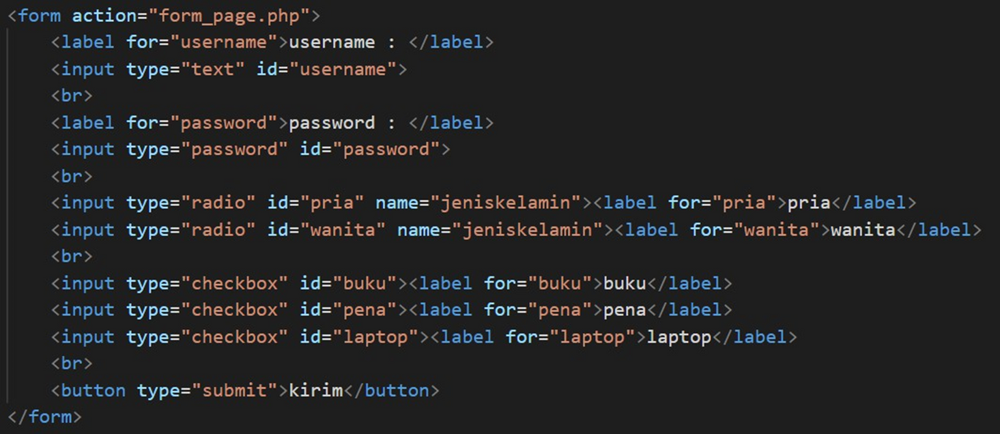 <form action="form_page.php">
<label for="username">username : </label>
<input type="text" id="username">
<br>
<label for="password">password : </label>
<input type="password" id="password">
<br>
<input type="radio" id="pria" name="jeniskelamin"><label for="pria">pria</label>
<input type="radio" id="wanita" name="jeniskelamin"><label for="wanita">wanita</label>
<br>
<input type="checkbox" id="buku"><label for="buku">buku</label>
<input type="checkbox" id="pena"><label for="pena">pena</label>
<input type="checkbox" id="laptop"><label for="laptop">laptop</label>
<br>
<button type="submit">kirim</button>
</form>